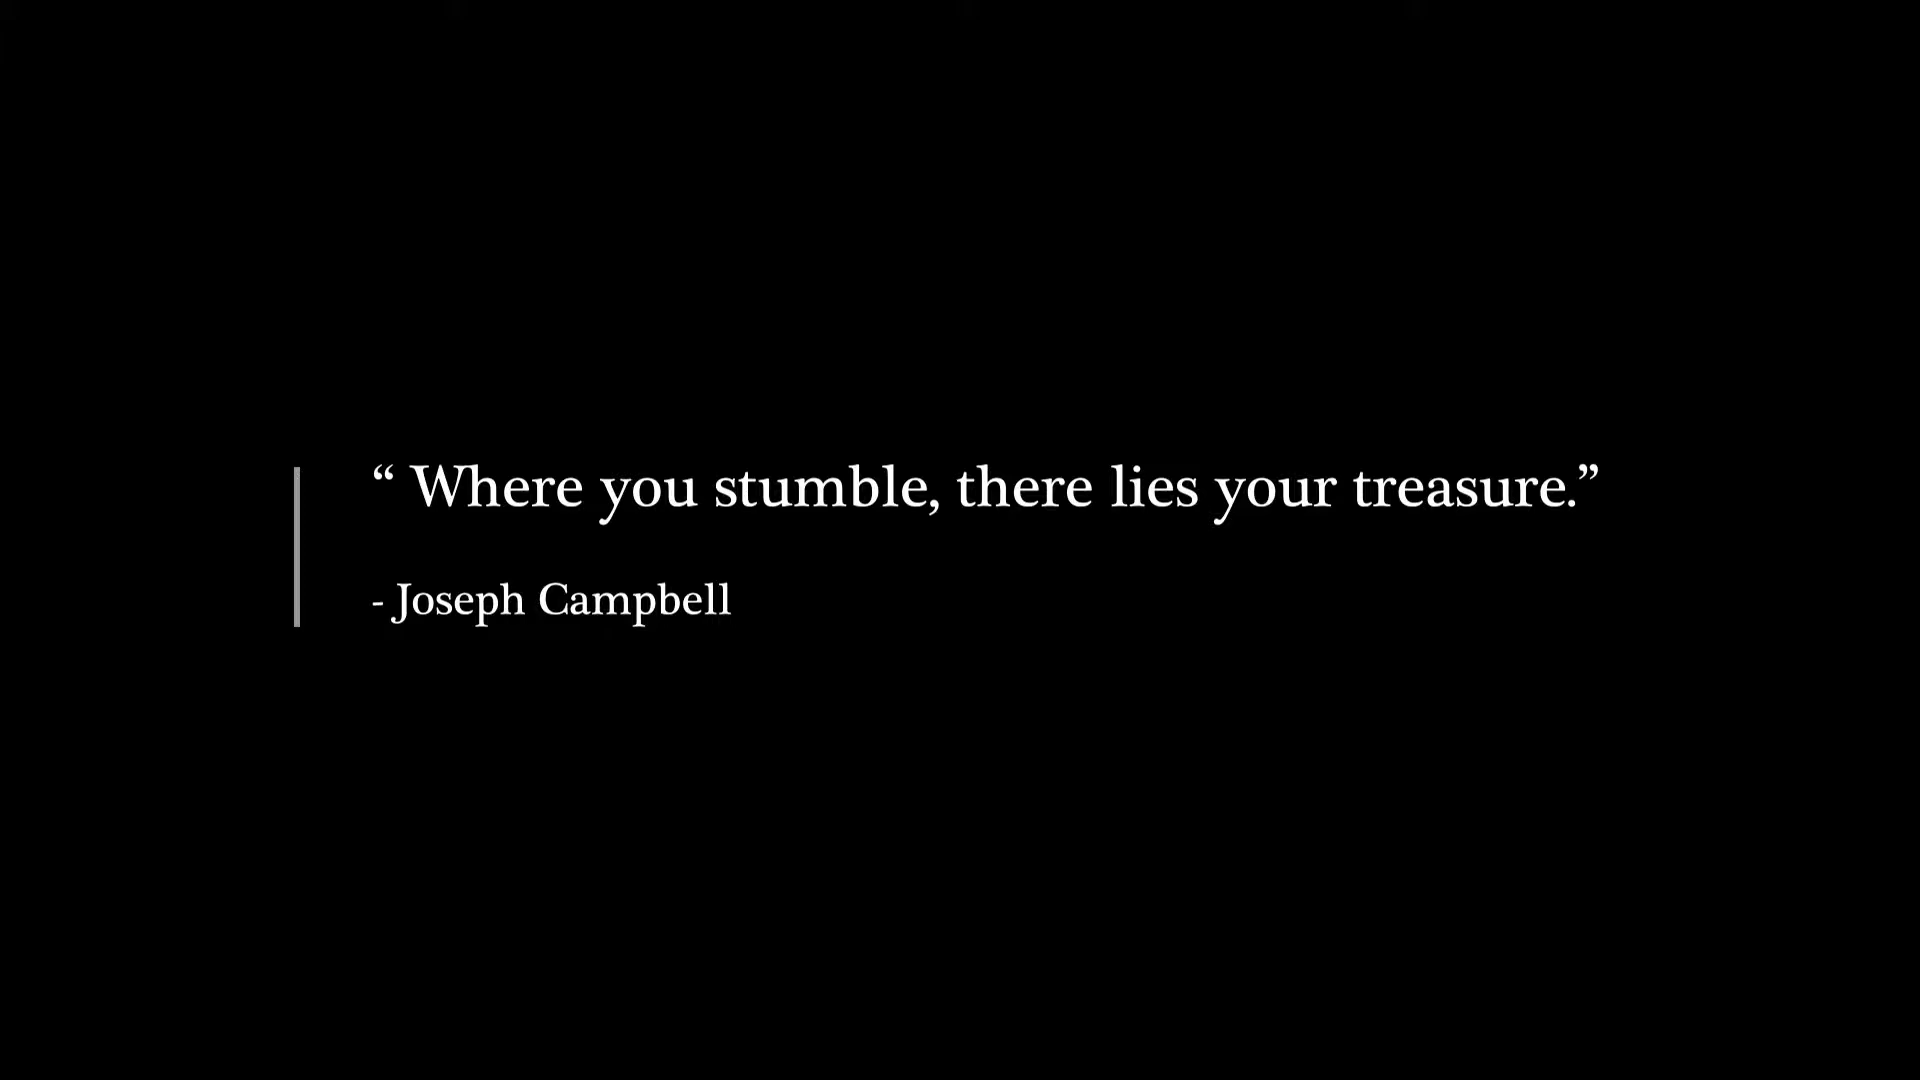 “ Where you stumble, there lies your treasure.”
- Joseph Campbell